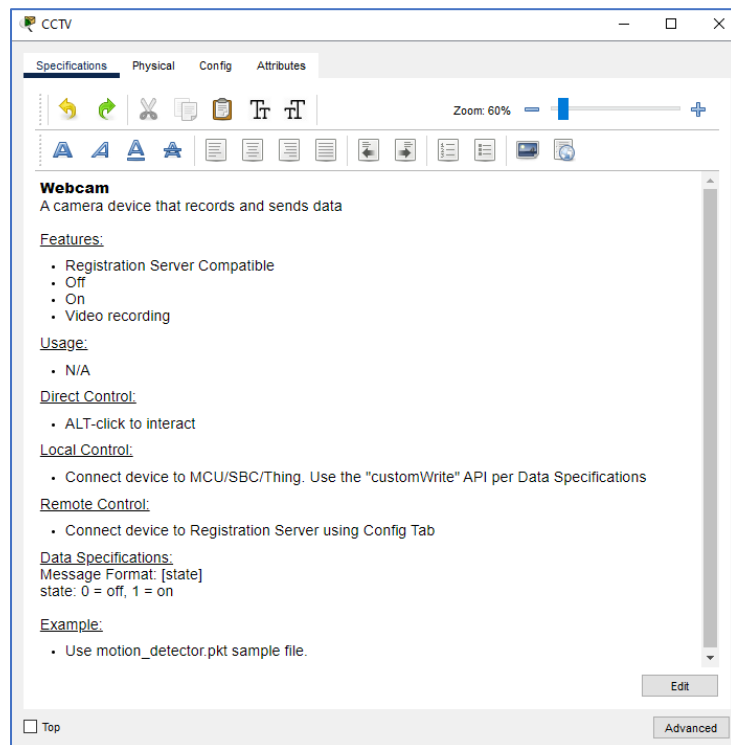 CCTV
Specifications Physical Config Attributes
Zoom: 60%
Webcam
A camera device that records and sends data
Features:
• Registration Server Compatible
• Off
• On
• Video recording
Usage:
• N/A
Direct Control:
• ALT-click to interact
Local Control:
• Connect device to MCU/SBC/Thing. Use the "customWrite" API per Data Specifications
Remote Control:
• Connect device to Registration Server using Config Tab
Data Specifications:
Message Format: [state]
state: 0 = off, 1 = on
Example:
• Use motion_detector.pkt sample file.
Edit
Top
Advanced